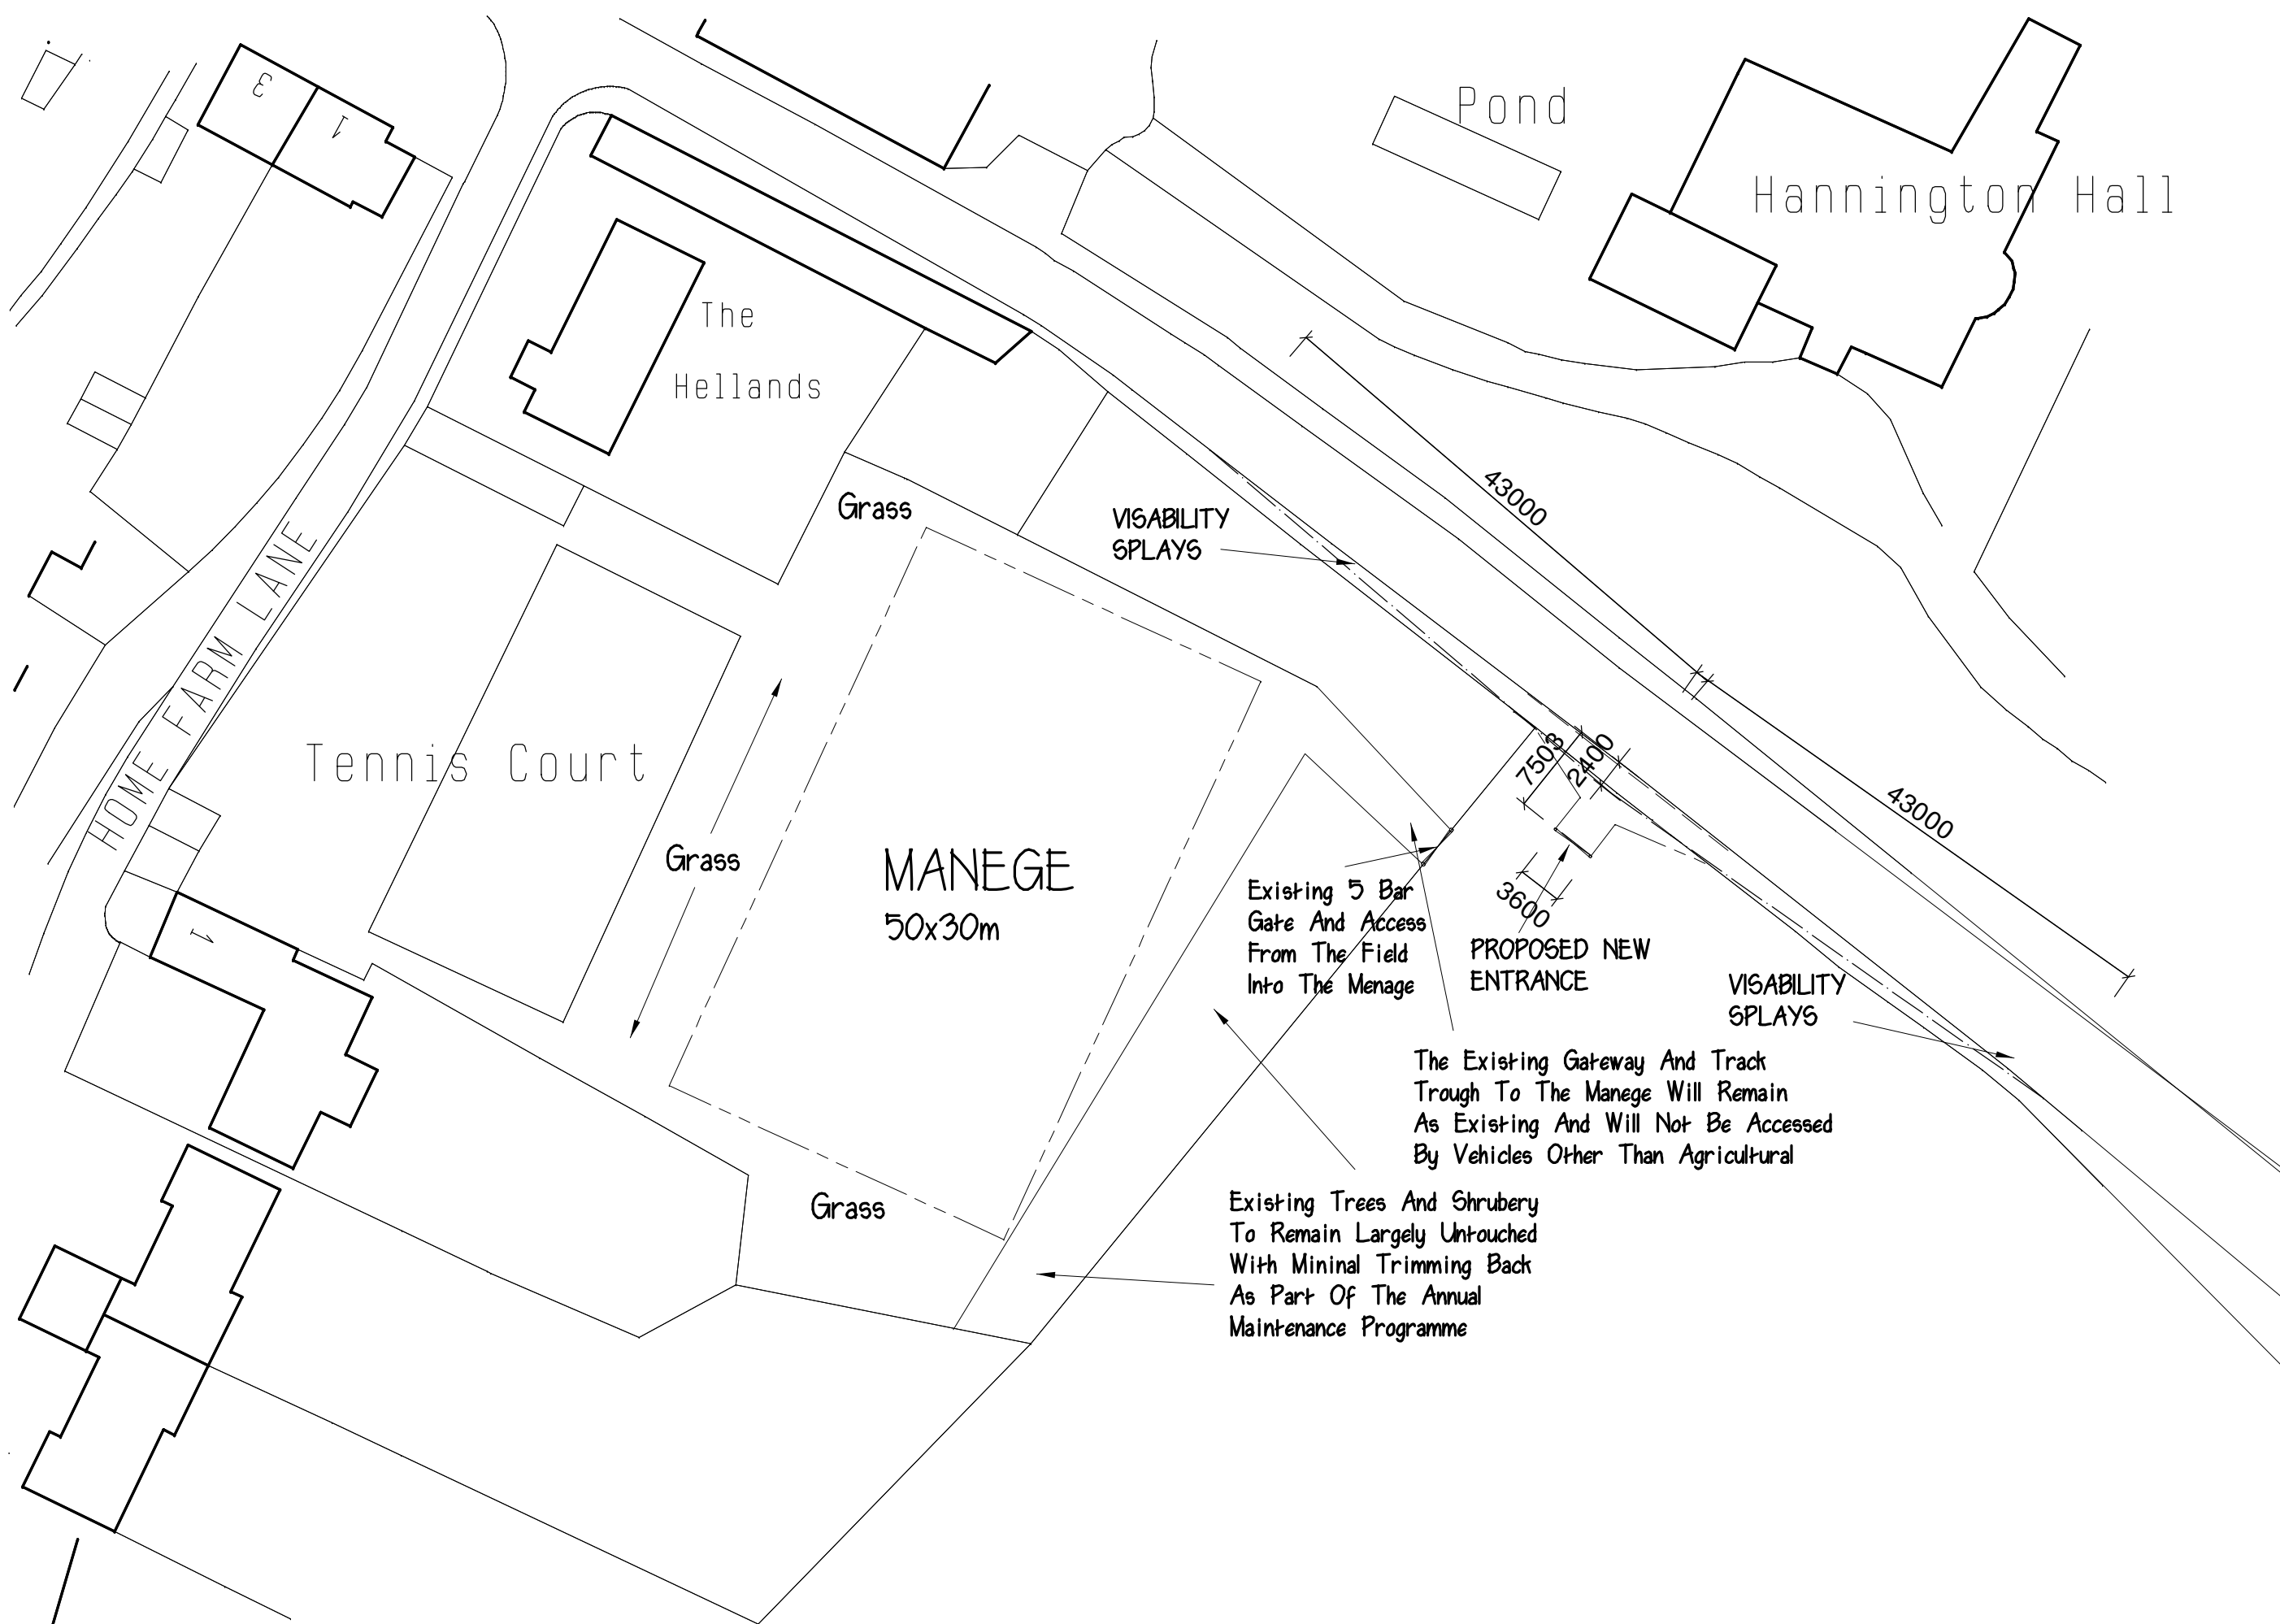 3
1
Pond
Hannington Hall
The
Hellands
43000
Grass
VISABILITY
SPLAYS
HOME FARM LANE
Tennis Court
7503
2400
43000
Grass
MANEGE
50x30m
Existing 5 Bar
Gate And Access
From The Field
Into The Menage
3600
PROPOSED NEW
ENTRANCE
1
VISABILITY
SPLAYS
The Existing Gateway And Track
Trough To The Manege Will Remain
As Existing And Will Not Be Accessed
By Vehicles Other Than Agricultural
Grass
Existing Trees And Shrubery
To Remain Largely Untouched
With Mininal Trimming Back
As Part Of The Annual
Maintenance Programme